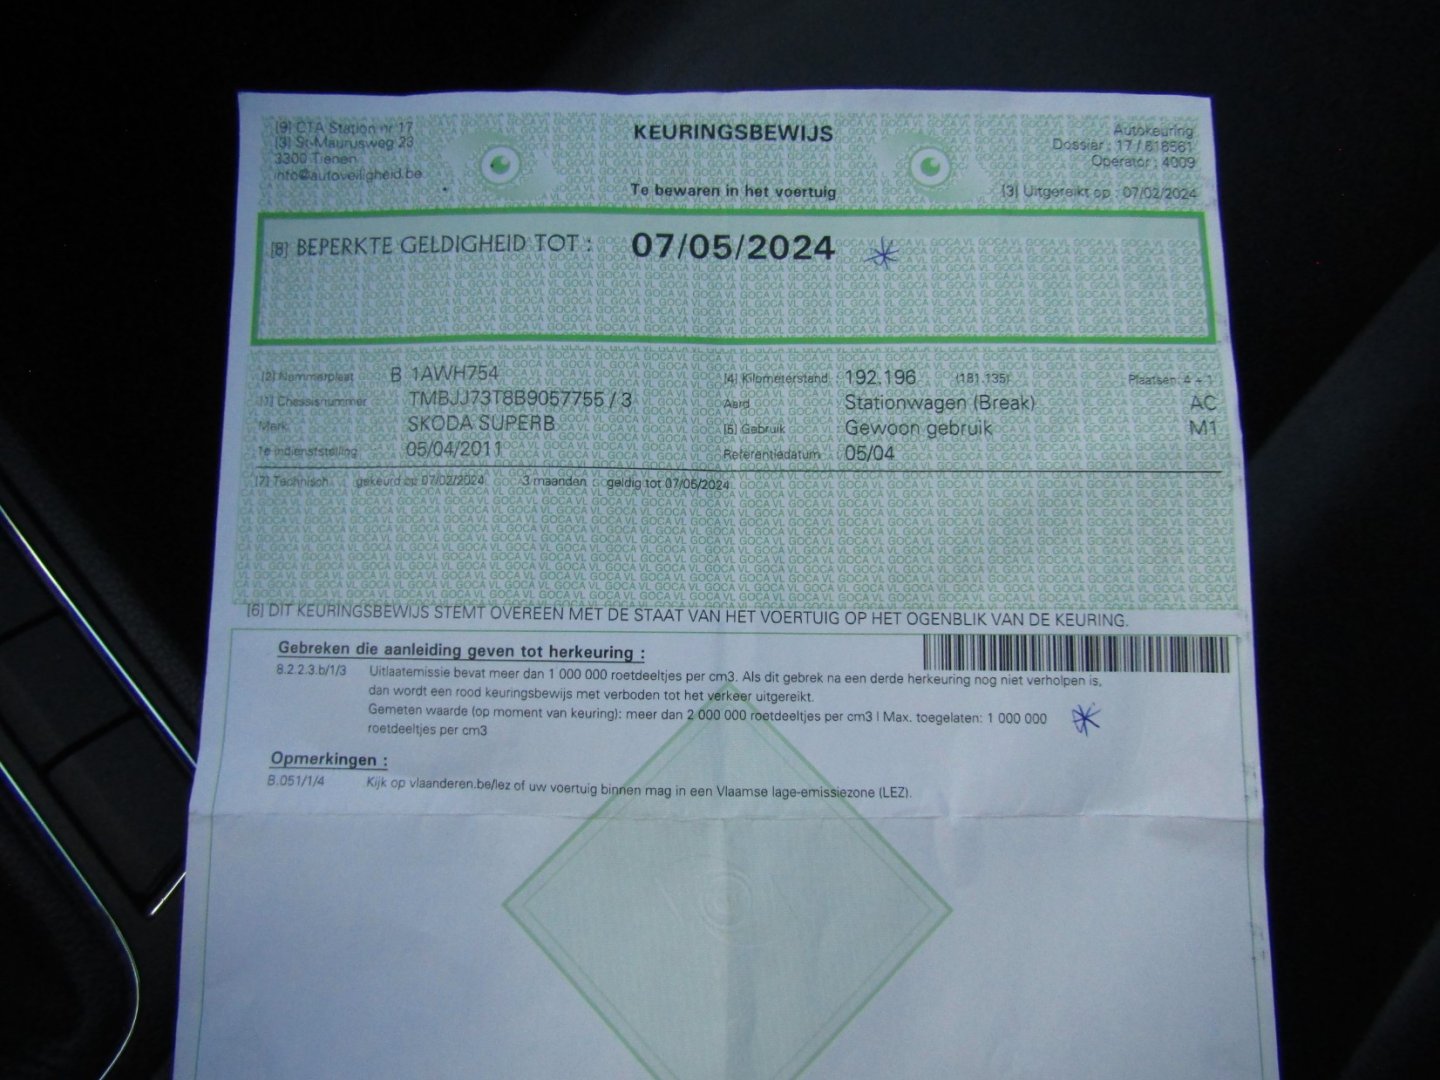 [9] CTA Station nr 17
[3] St-Maurusweg 23
3300 Tienen
info@autoveiligheid.be
KEURINGSBEWIJS
Te bewaren in het voertuig
Autokeuring
Dossier : 17 / 618561
Operator : 4009
[3] Uitgereikt op : 07/02/2024
[8] BEPERKTE GELDIGHEID TOT : 07/05/2024
[2] Nummerplaat B 1AWH754
[4] Kilometerstand : 192.196 (181.135) Plaatsen: 4 + 1
[1] Chassisnummer TMBJJ73T8B9057755 / 3
Aard Stationwagen (Break) AC
Merk SKODA SUPERB
[5] Gebruik Gewoon gebruik M1
1e indienststelling 05/04/2011
Referentiedatum 05/04
[7] Technisch gekeurd op 07/02/2024 3 maanden geldig tot 07/05/2024
[6] DIT KEURINGSBEWIJS STEMT OVEREEN MET DE STAAT VAN HET VOERTUIG OP HET OGENBLIK VAN DE KEURING.
Gebreken die aanleiding geven tot herkeuring :
8.2.2.3.b/1/3 Uitlaatemissie bevat meer dan 1 000 000 roetdeeltjes per cm3. Als dit gebrek na een derde herkeuring nog niet verholpen is,
dan wordt een rood keuringsbewijs met verboden tot het verkeer uitgereikt.
Gemeten waarde (op moment van keuring): meer dan 2 000 000 roetdeeltjes per cm3 | Max. toegelaten: 1 000 000
roetdeeltjes per cm3
Opmerkingen :
B.051/1/4 Kijk op vlaanderen.be/lez of uw voertuig binnen mag in een Vlaamse lage-emissiezone (LEZ).